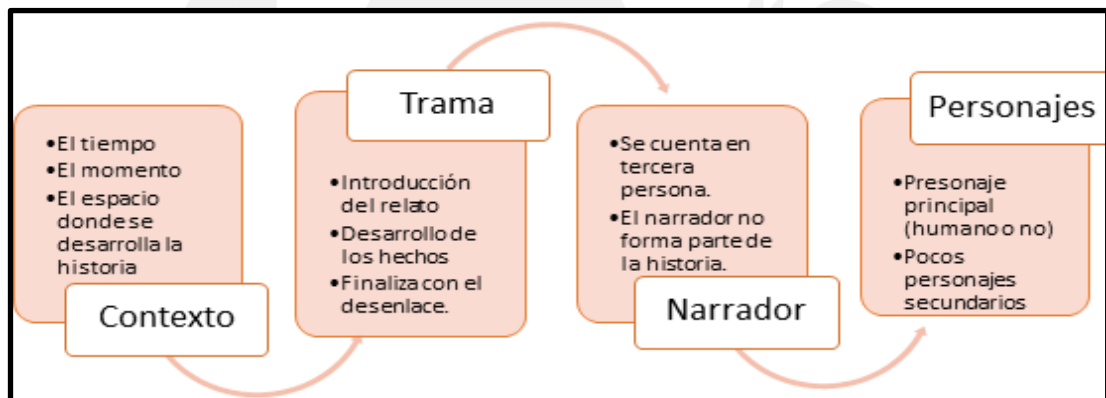 •El tiempo
•El momento
•El espacio
donde se
desarrolla la
historia
Contexto
Trama
•Introducción
del relato
•Desarrollo de
los hechos
•Finaliza con el
desenlace.
•Se cuenta en
tercera
persona.
•El narrador no
forma parte de
la historia.
Narrador
Personajes
•Presonaje
principal
(humano o no)
•Pocos
personajes
secundarios